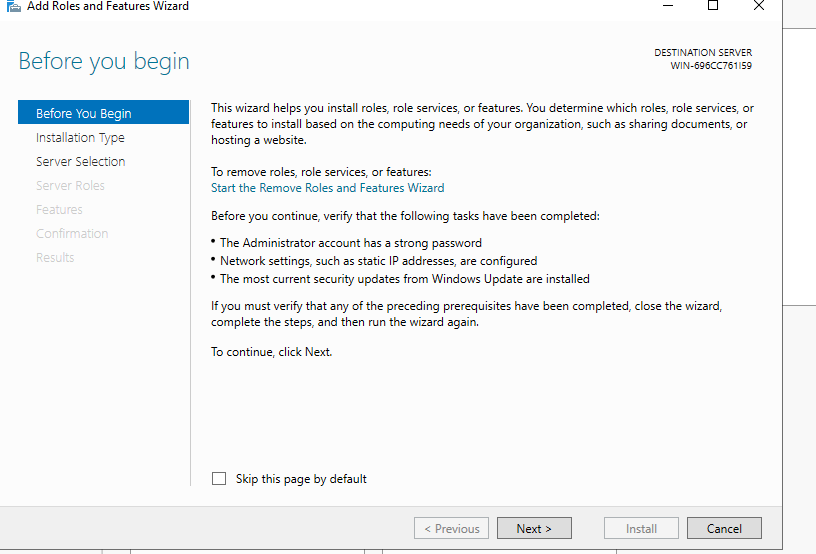 Add Roles and Features Wizard
Before you begin
DESTINATION SERVER
WIN-696CC761I59
Before You Begin
Installation Type
Server Selection
Server Roles
Features
Confirmation
Results
This wizard helps you install roles, role services, or features. You determine which roles, role services, or
features to install based on the computing needs of your organization, such as sharing documents, or
hosting a website.
To remove roles, role services, or features:
Start the Remove Roles and Features Wizard
Before you continue, verify that the following tasks have been completed:
• The Administrator account has a strong password
• Network settings, such as static IP addresses, are configured
• The most current security updates from Windows Update are installed
If you must verify that any of the preceding prerequisites have been completed, close the wizard,
complete the steps, and then run the wizard again.
To continue, click Next.
Skip this page by default
< Previous
Next >
Install
Cancel